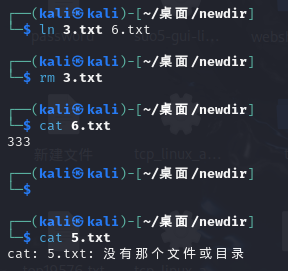 ┌──(kali㉿kali)-[~/桌面/newdir]
└─$ ln 3.txt 6.txt
┌──(kali㉿kali)-[~/桌面/newdir]
└─$ rm 3.txt
┌──(kali㉿kali)-[~/桌面/newdir]
└─$ cat 6.txt
333
┌──(kali㉿kali)-[~/桌面/newdir]
└─$
┌──(kali㉿kali)-[~/桌面/newdir]
└─$ cat 5.txt
cat: 5.txt: 没有那个文件或目录